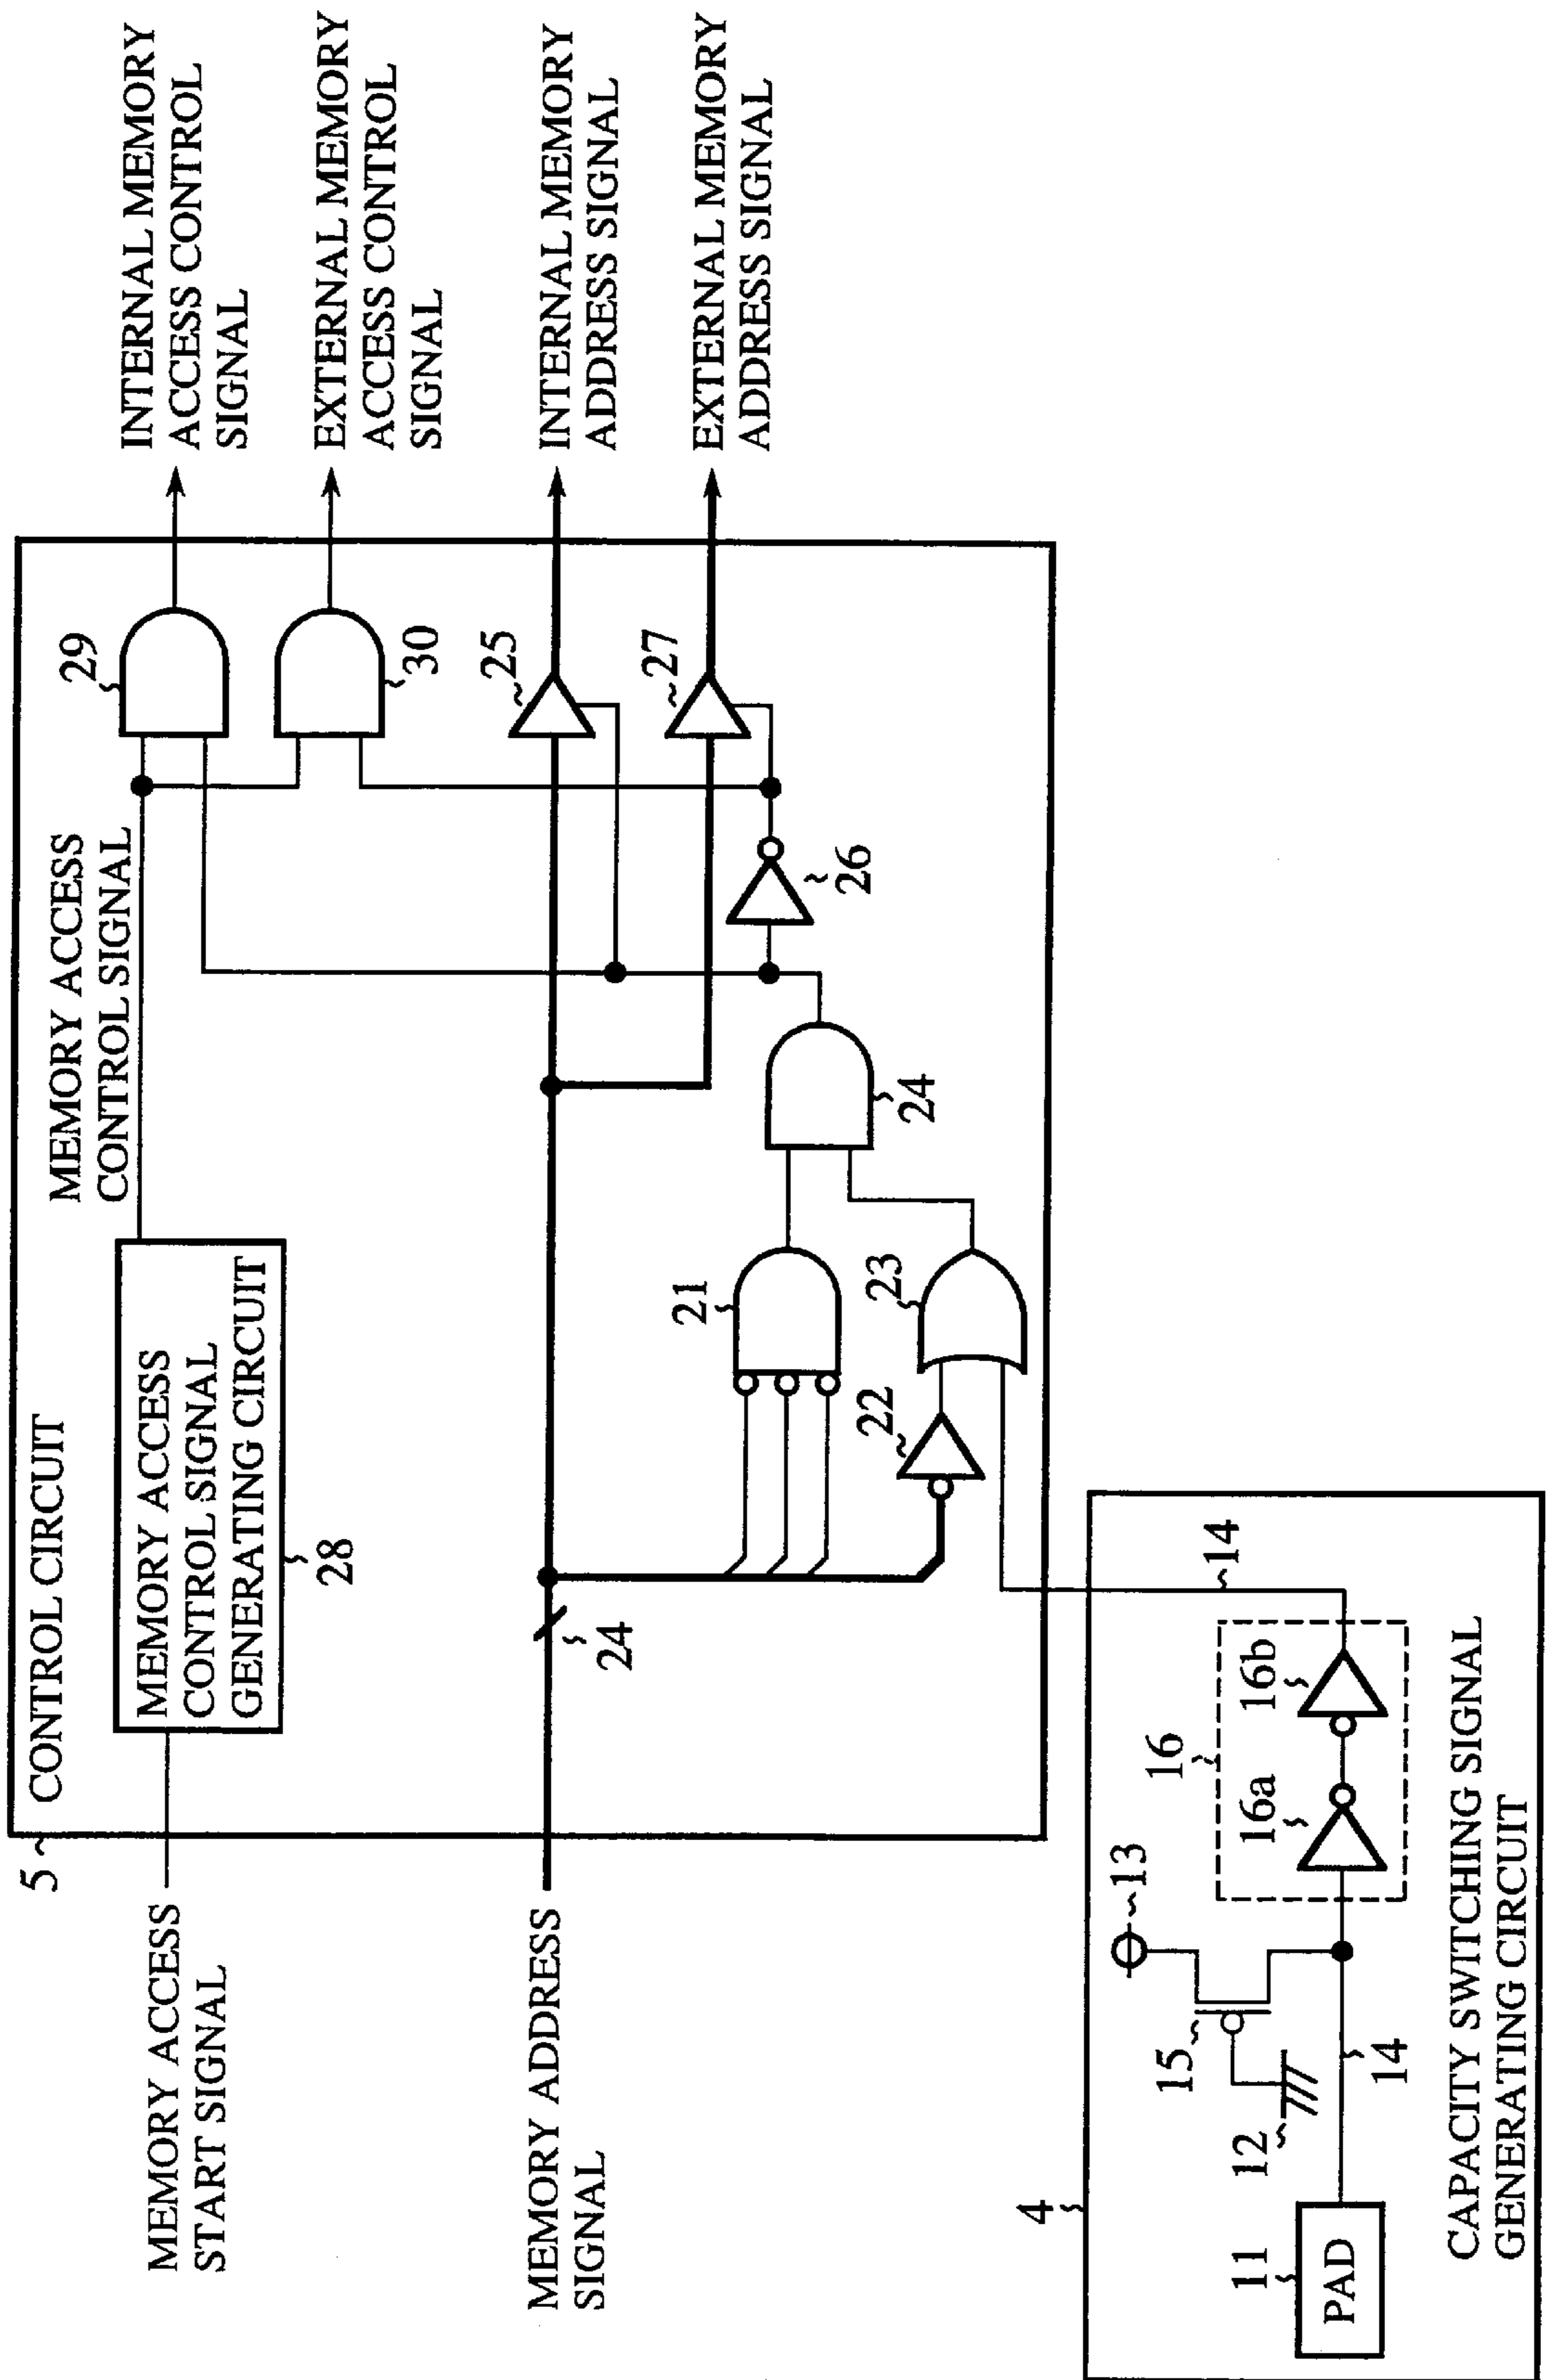 5
CONTROL CIRCUIT
MEMORY ACCESS
START SIGNAL
MEMORY ACCESS
CONTROL SIGNAL
GENERATING CIRCUIT
28
MEMORY ACCESS
CONTROL SIGNAL
29
30
INTERNAL MEMORY
ACCESS CONTROL
SIGNAL
EXTERNAL MEMORY
ACCESS CONTROL
SIGNAL
MEMORY ADDRESS
SIGNAL
24
25
27
INTERNAL MEMORY
ADDRESS SIGNAL
EXTERNAL MEMORY
ADDRESS SIGNAL
21
22
23
24
26
4
11
PAD
12
15
13
14
16
16a
16b
14
CAPACITY SWITCHING SIGNAL
GENERATING CIRCUIT